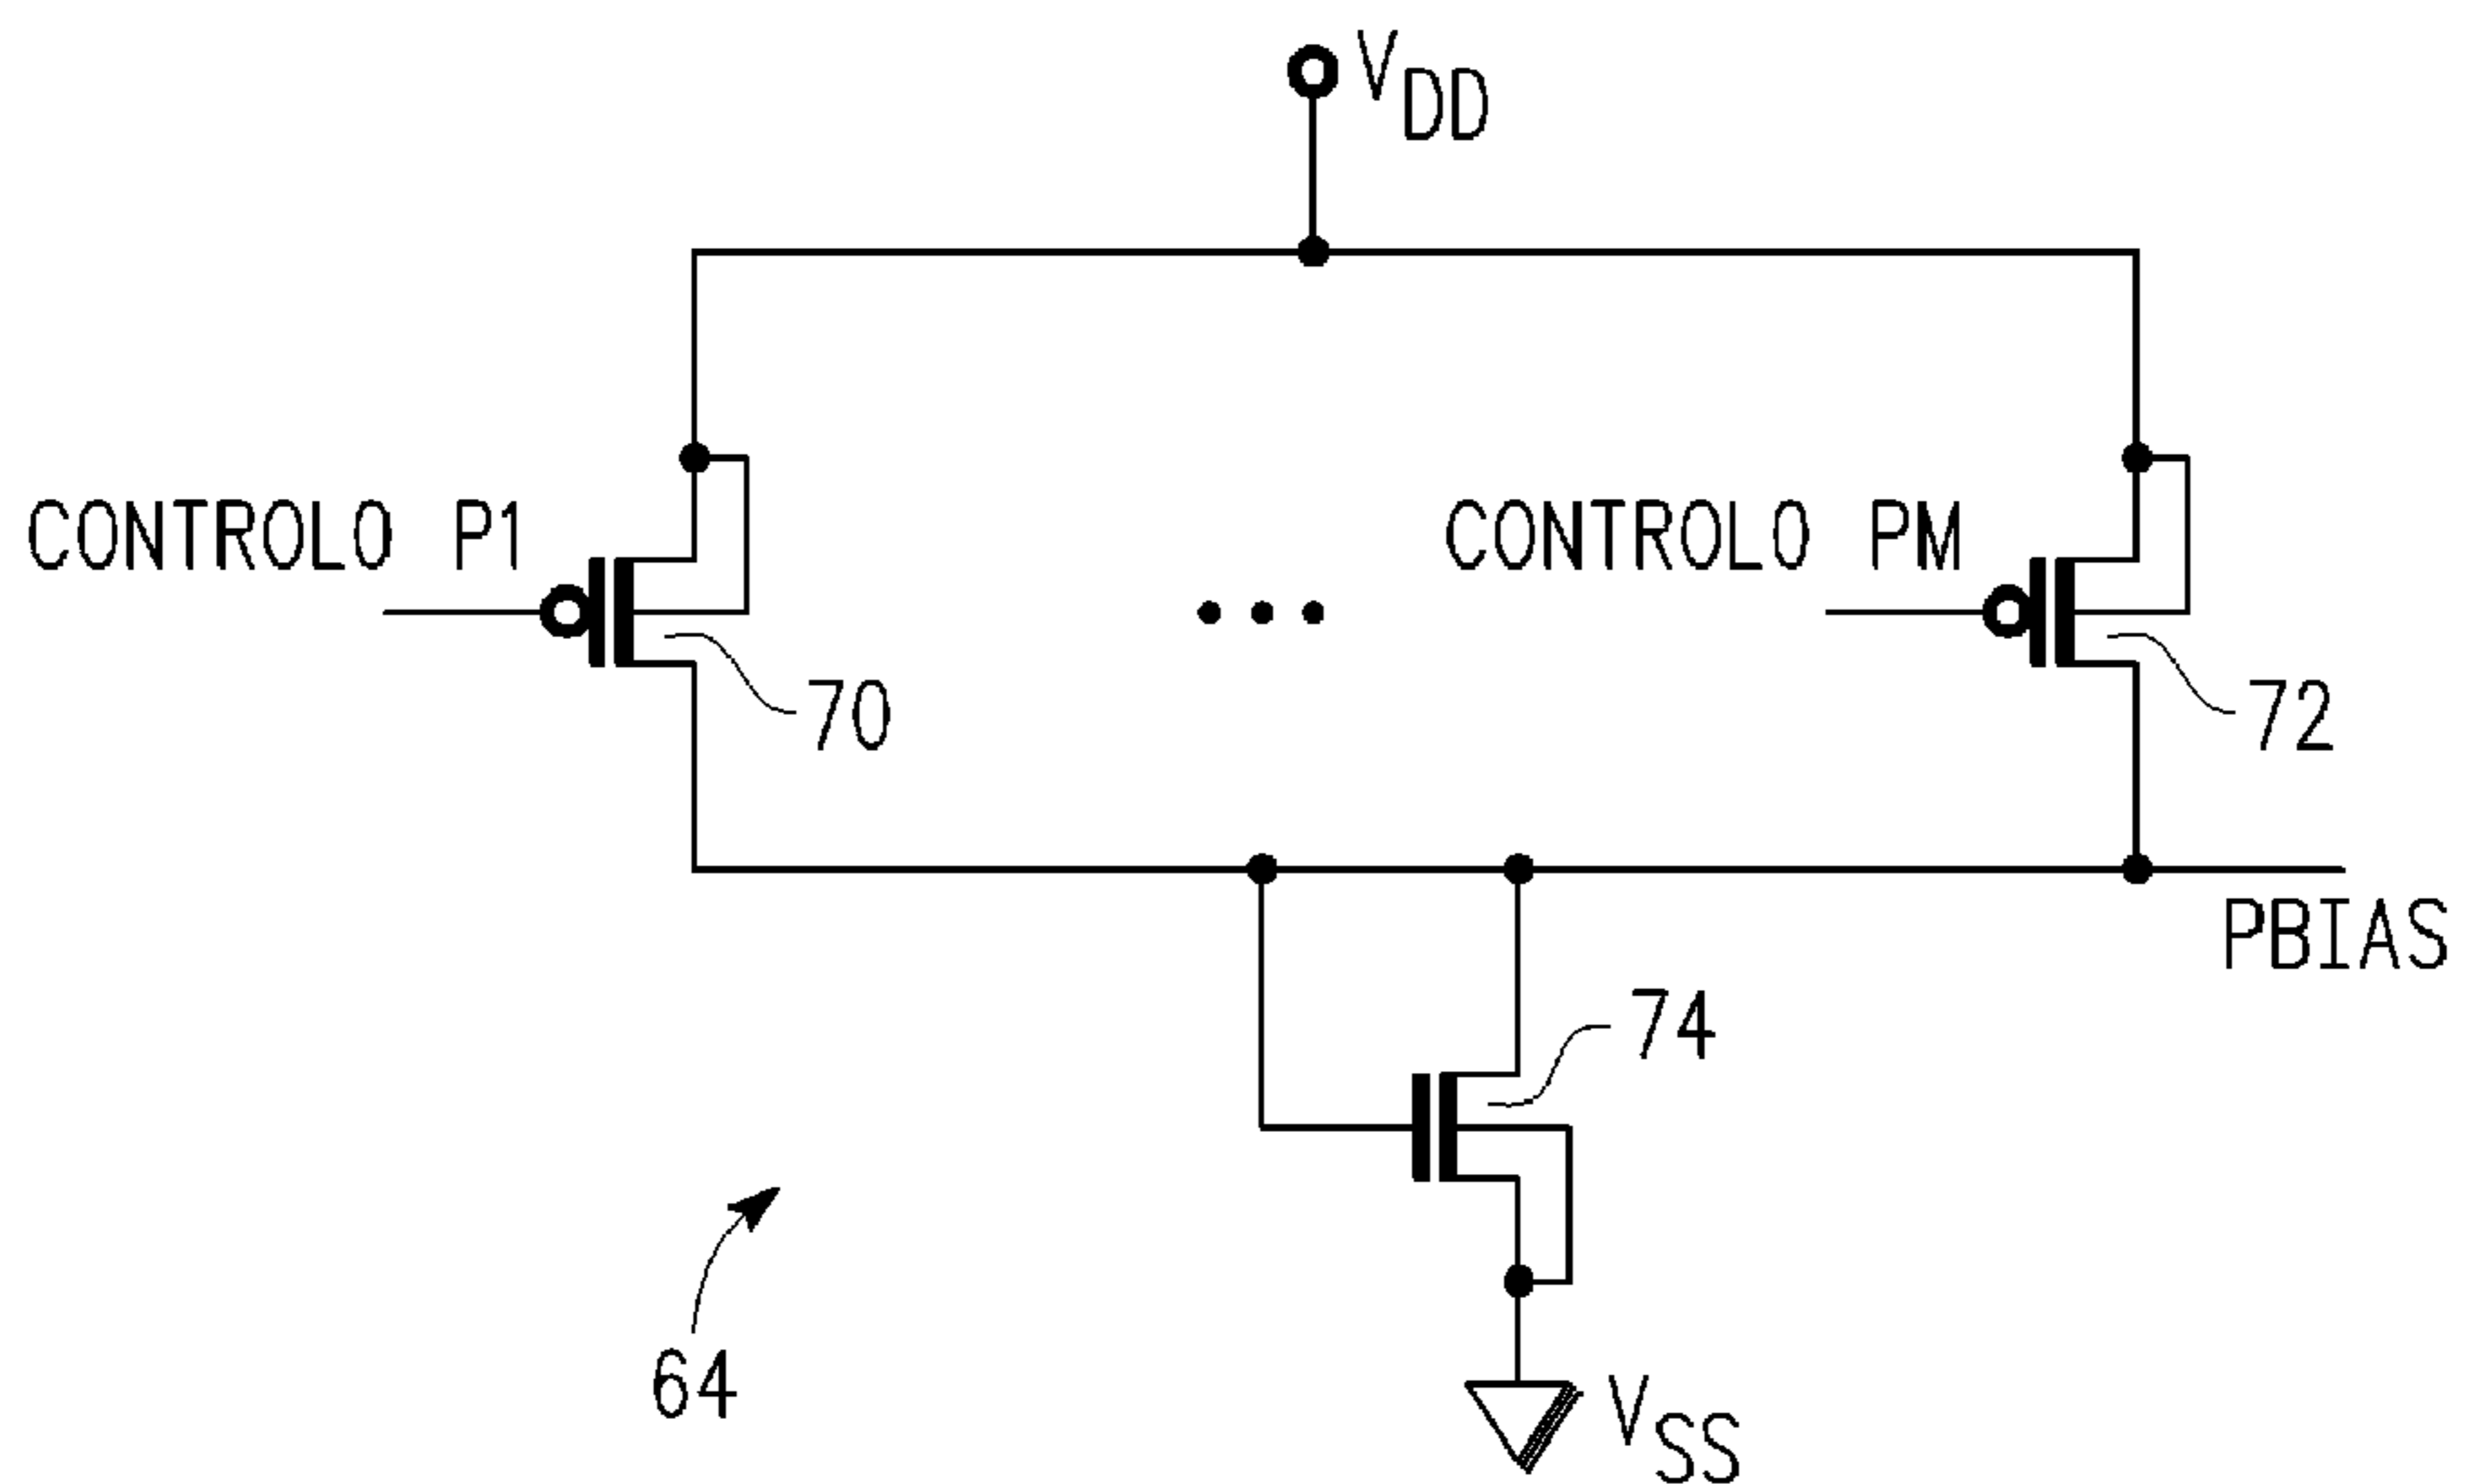 VDD
CONTROLO P1
CONTROLO PM
70
72
PBIAS
74
64
VSS